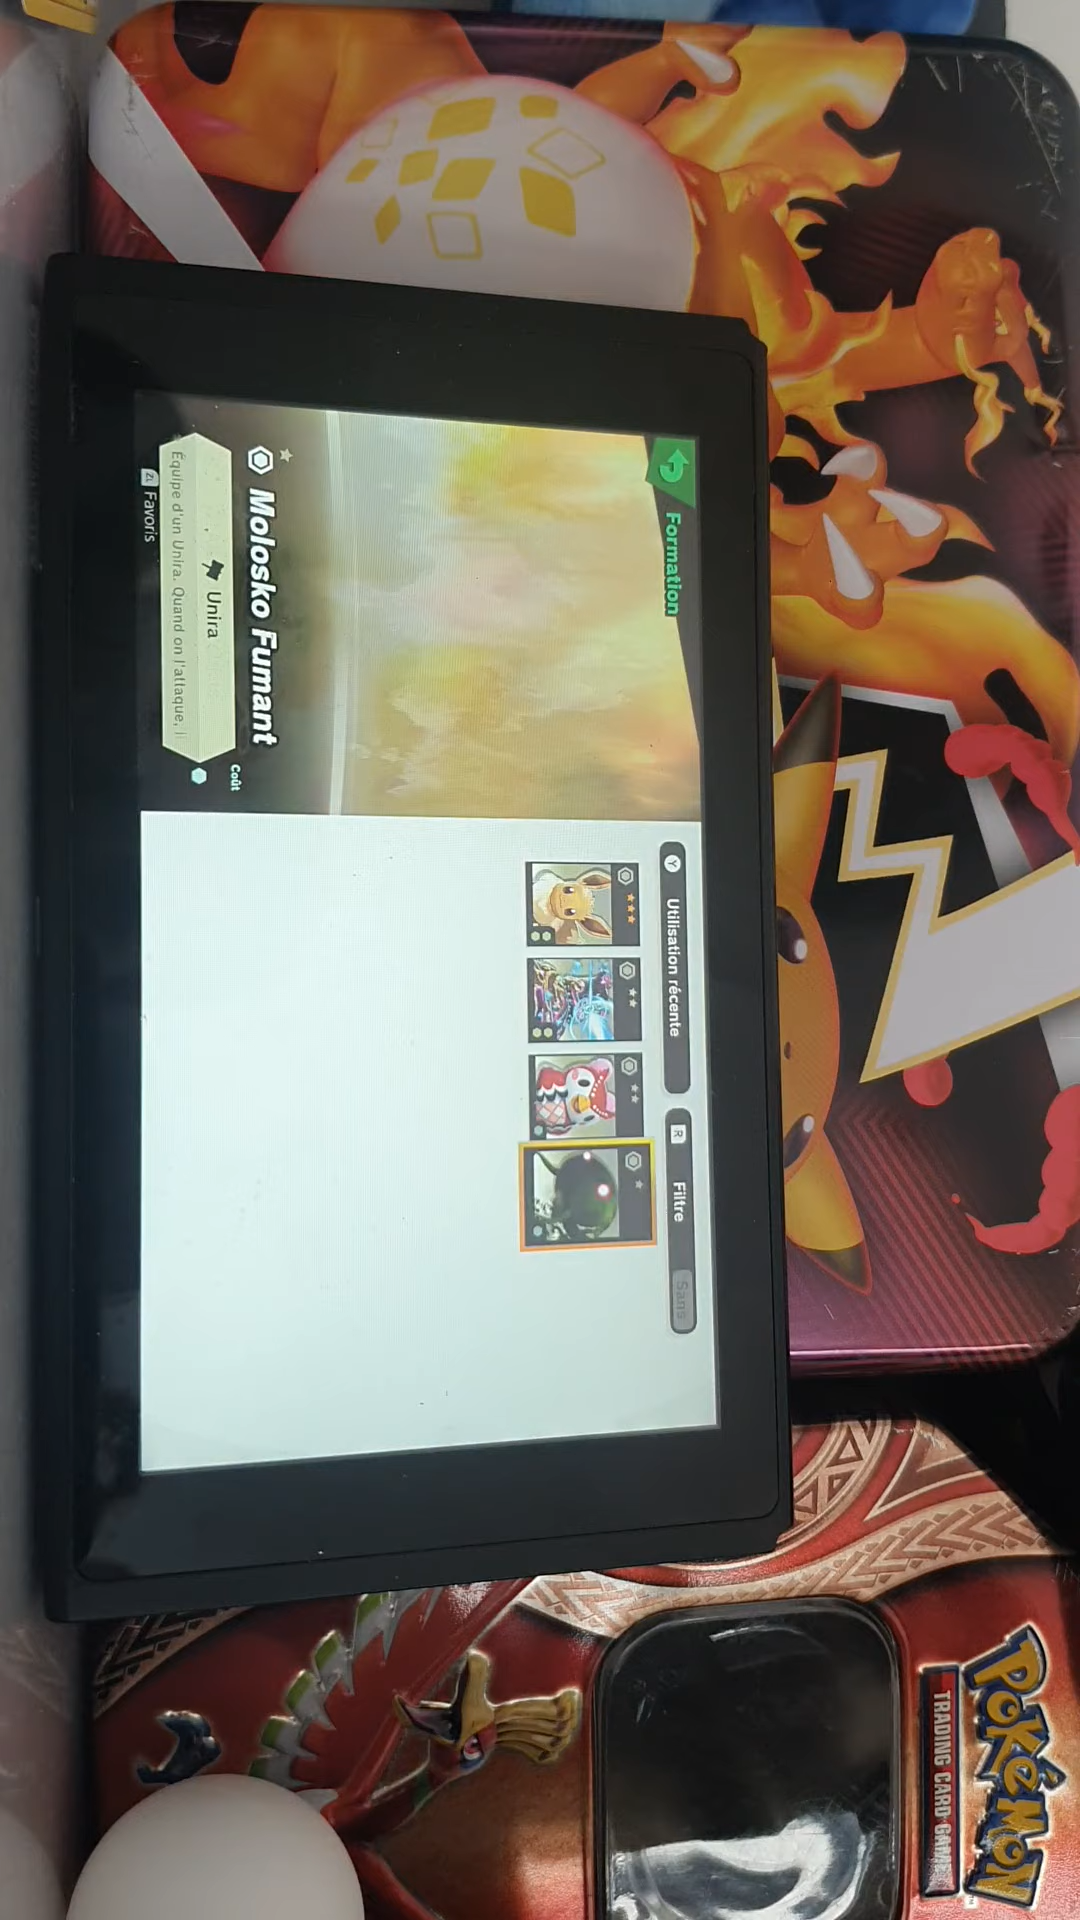 Formation
Y Utilisation récente
R Filtre
Sans
Molosko Fumant
Unira
Coût
Équipe d'un Unira. Quand on l'attaque, il
ZL Favoris
POKÉMON
TRADING CARD GAME